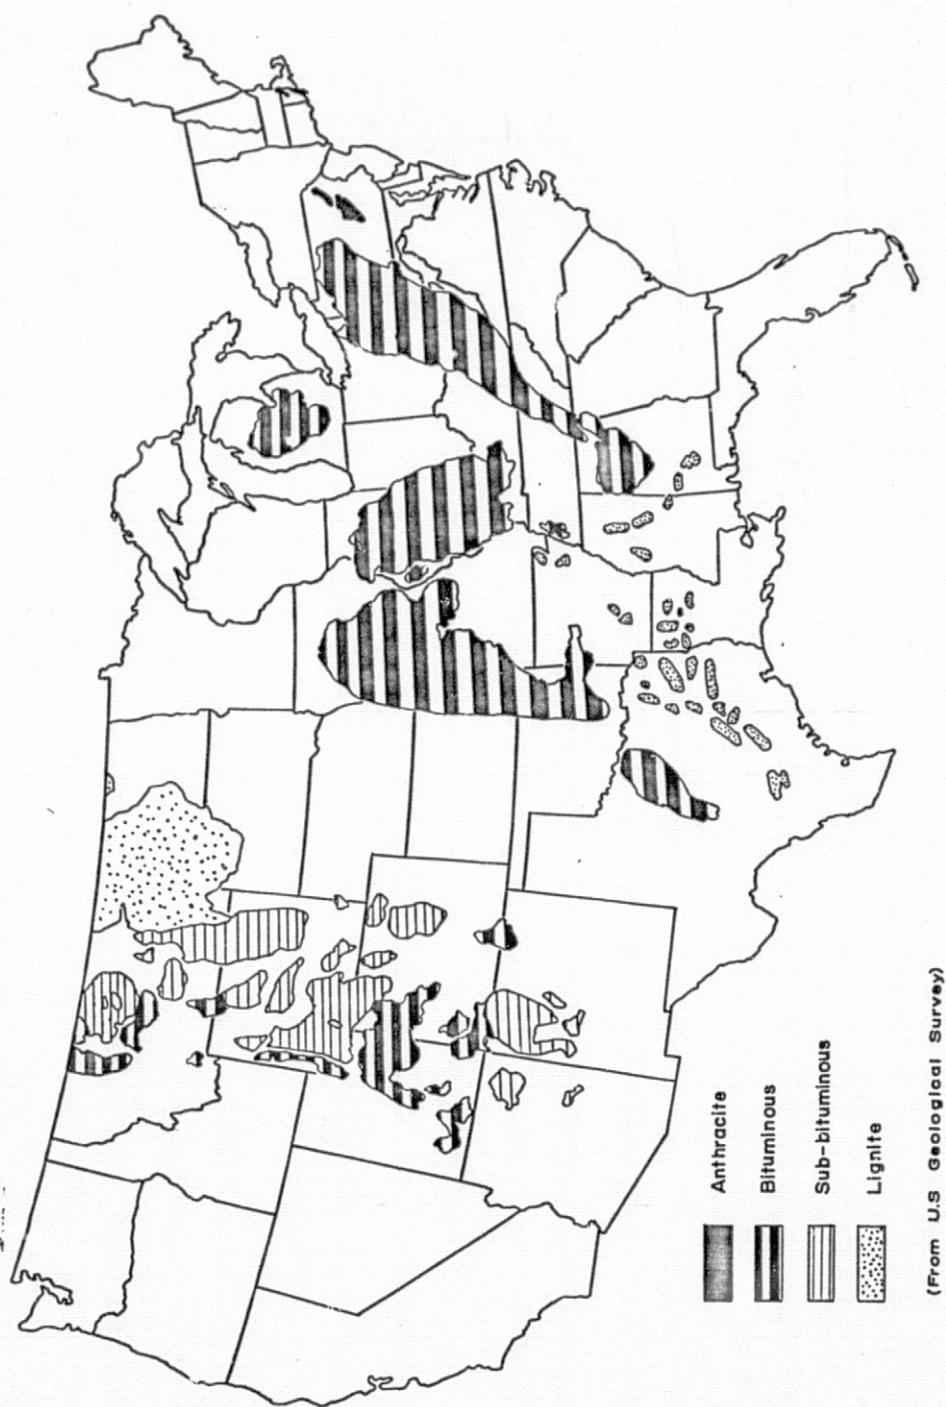 Anthracite
Bituminous
Sub-bituminous
Lignite
(From U.S Geological Survey)